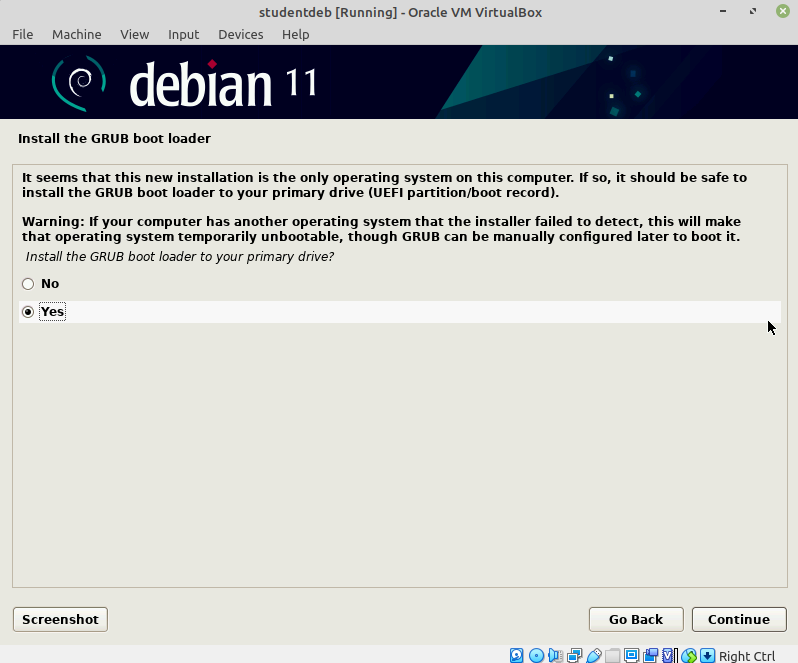 studentdeb [Running] - Oracle VM VirtualBox
File Machine View Input Devices Help
debian 11
Install the GRUB boot loader
It seems that this new installation is the only operating system on this computer. If so, it should be safe to
install the GRUB boot loader to your primary drive (UEFI partition/boot record).
Warning: If your computer has another operating system that the installer failed to detect, this will make
that operating system temporarily unbootable, though GRUB can be manually configured later to boot it.
Install the GRUB boot loader to your primary drive?
No
Yes
Screenshot Go Back Continue
Right Ctrl